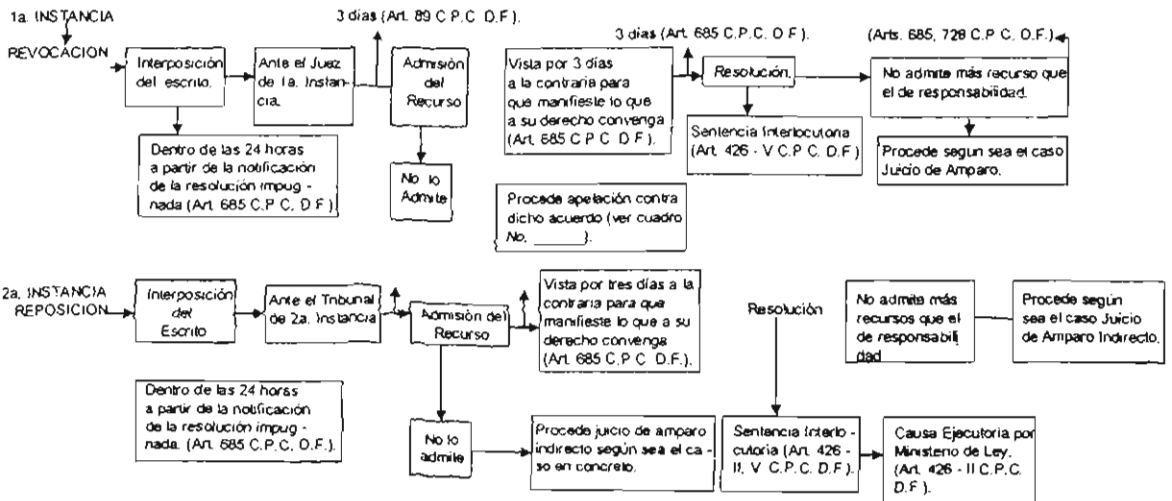 1a. INSTANCIA
REVOCACION
Interposición
del escrito.
Ante el Juez
de 1a. Instan-
cia.
3 días (Art. 89 C.P.C. D.F.).
Admisión
del
Recurso
Vista por 3 días
a la contraria para
que manifieste lo que
a su derecho convenga
(Art. 685 C P C D F).
3 días (Art. 685 C.P.C. D F).
Resolución.
(Arts. 685, 728 C P C. D.F.)
No admite más recurso que
el de responsabilidad.
Dentro de las 24 horas
a partir de la notificación
de la resolución impug -
nada (Art 685 C.P C. D F)
No lo
Admite
Sentencia Interlocutoria
(Art. 426 - V C.P C. D.F)
Procede segun sea el caso
Juicio de Amparo.
Procede apelación contra
dicho acuerdo (ver cuadro
No. ______).
2a. INSTANCIA
REPOSICION
Interposición
del
Escrito
Ante el Tribunal
de 2a. Instancia
Admisión del
Recurso
Vista por tres días a la
contraria para que
manifieste lo que a su
derecho convenga
(Art. 685 C.P.C. D.F.).
Resolución
No admite más
recursos que el
de responsabili
dad
Procede según
sea el caso Juicio
de Amparo Indirecto.
Dentro de las 24 horas
a partir de la notificación
de la resolución impug -
nada. (Art. 685 C.P.C. D.F.).
No lo
admite
Procede juicio de amparo
indirecto según sea el ca -
so en concreto.
Sentencia Interlo -
cutoria (Art. 426 -
II, V C.P.C. D.F).
Causa Ejecutoria por
Ministerio de Ley.
(Art. 426 - II C.P.C.
D.F).